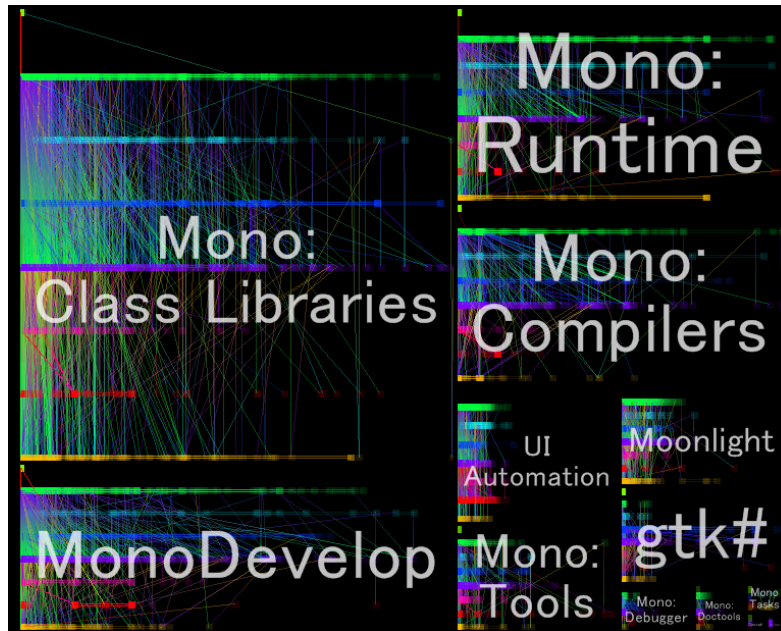 Mono:
Class Libraries
MonoDevelop
Mono:
Runtime
Mono:
Compilers
UI
Automation
Moonlight
Mono:
Tools
gtk#
Mono:
Debugger
Mono:
Doctools
Mono
Tasks